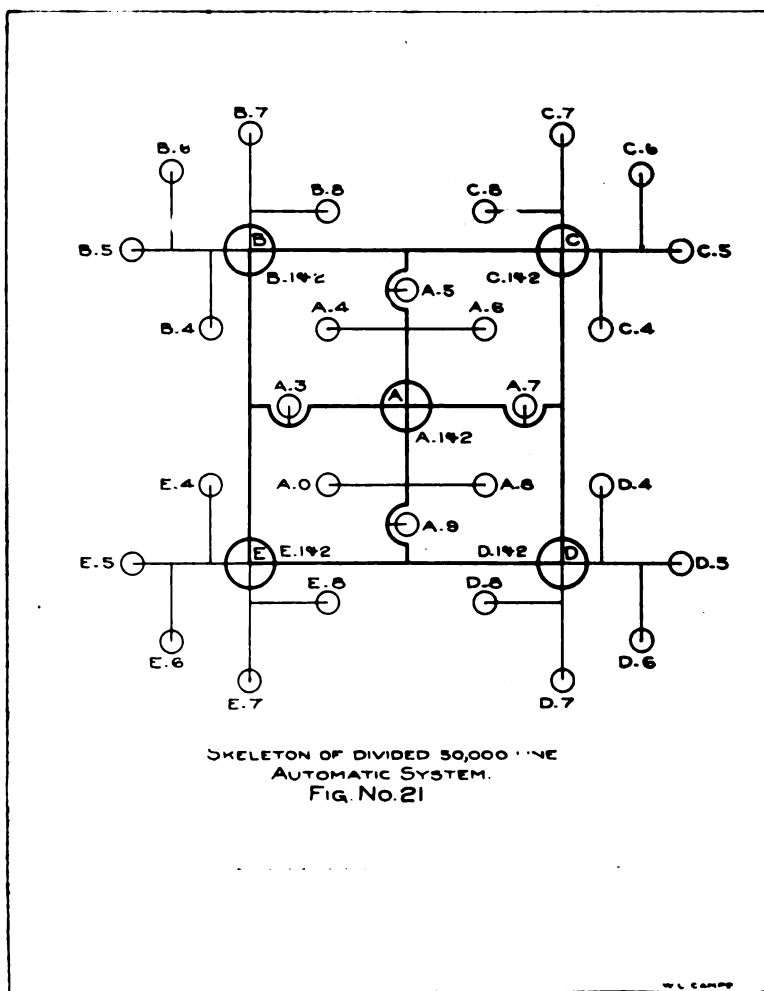 B.7 C.7
B.6 C.6
B.8 C.8
B.5 B C C.5
B.1&2 C.1&2
A.5
B.4 A.4 A.6 C.4
A.3 A A.7
A.1&2
E.4 A.0 A.8 D.4
A.9
E.5 E E.1&2 D.1&2 D D.5
E.8 D.8
E.6 D.6
E.7 D.7
SKELETON OF DIVIDED 50,000
AUTOMATIC SYSTEM.
FIG. NO. 21
W L CAMPP